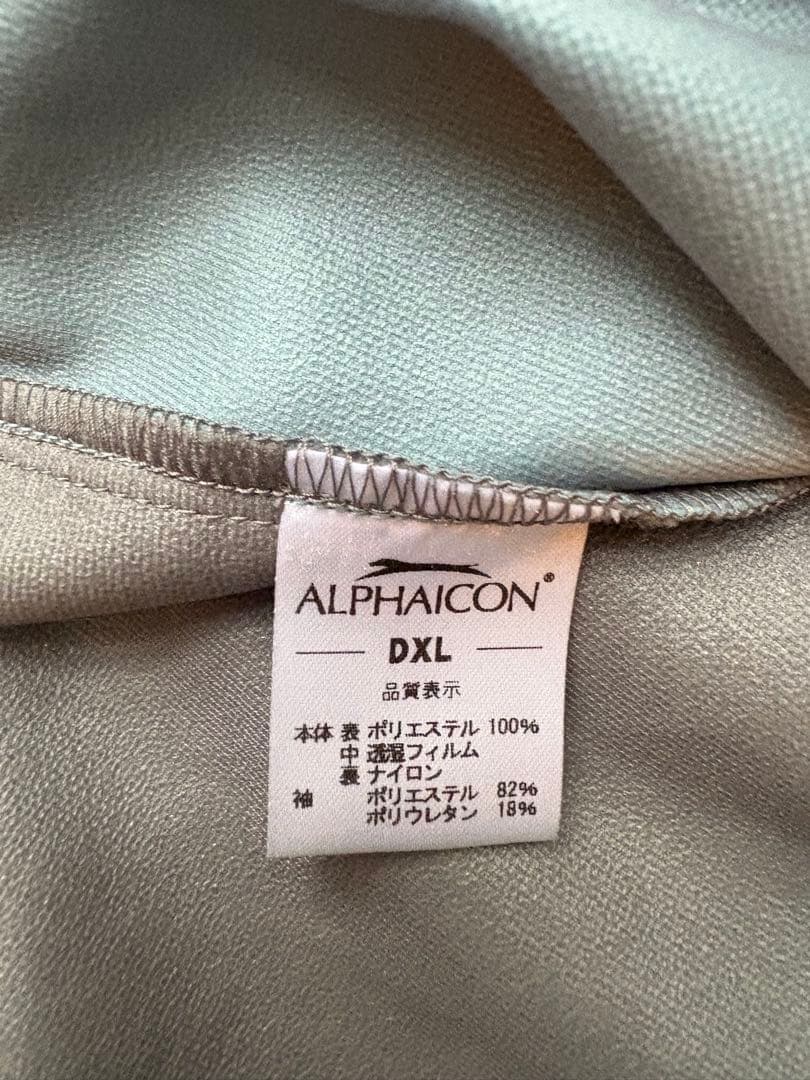 ALPHAICON®
DXL
品質表示
本体 表 ポリエステル 100%
中 透湿フィルム
裏 ナイロン
袖 ポリエステル 82%
ポリウレタン 18%